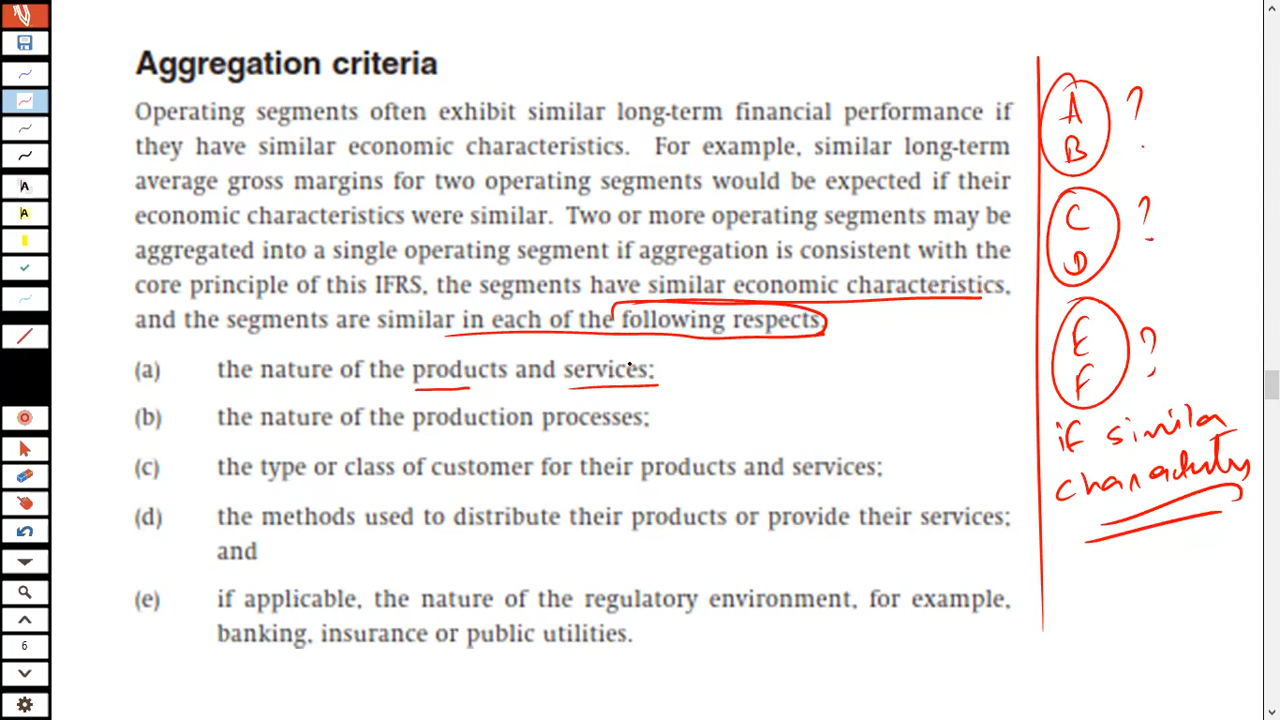 Aggregation criteria
Operating segments often exhibit similar long-term financial performance if
they have similar economic characteristics. For example, similar long-term
average gross margins for two operating segments would be expected if their
economic characteristics were similar. Two or more operating segments may be
aggregated into a single operating segment if aggregation is consistent with the
core principle of this IFRS, the segments have similar economic characteristics,
and the segments are similar in each of the following respects:
(a) the nature of the products and services;
(b) the nature of the production processes;
(c) the type or class of customer for their products and services;
(d) the methods used to distribute their products or provide their services;
and
(e) if applicable, the nature of the regulatory environment, for example,
banking, insurance or public utilities.
A ?
B
C ?
D
E ?
F
if similar
A
A
6